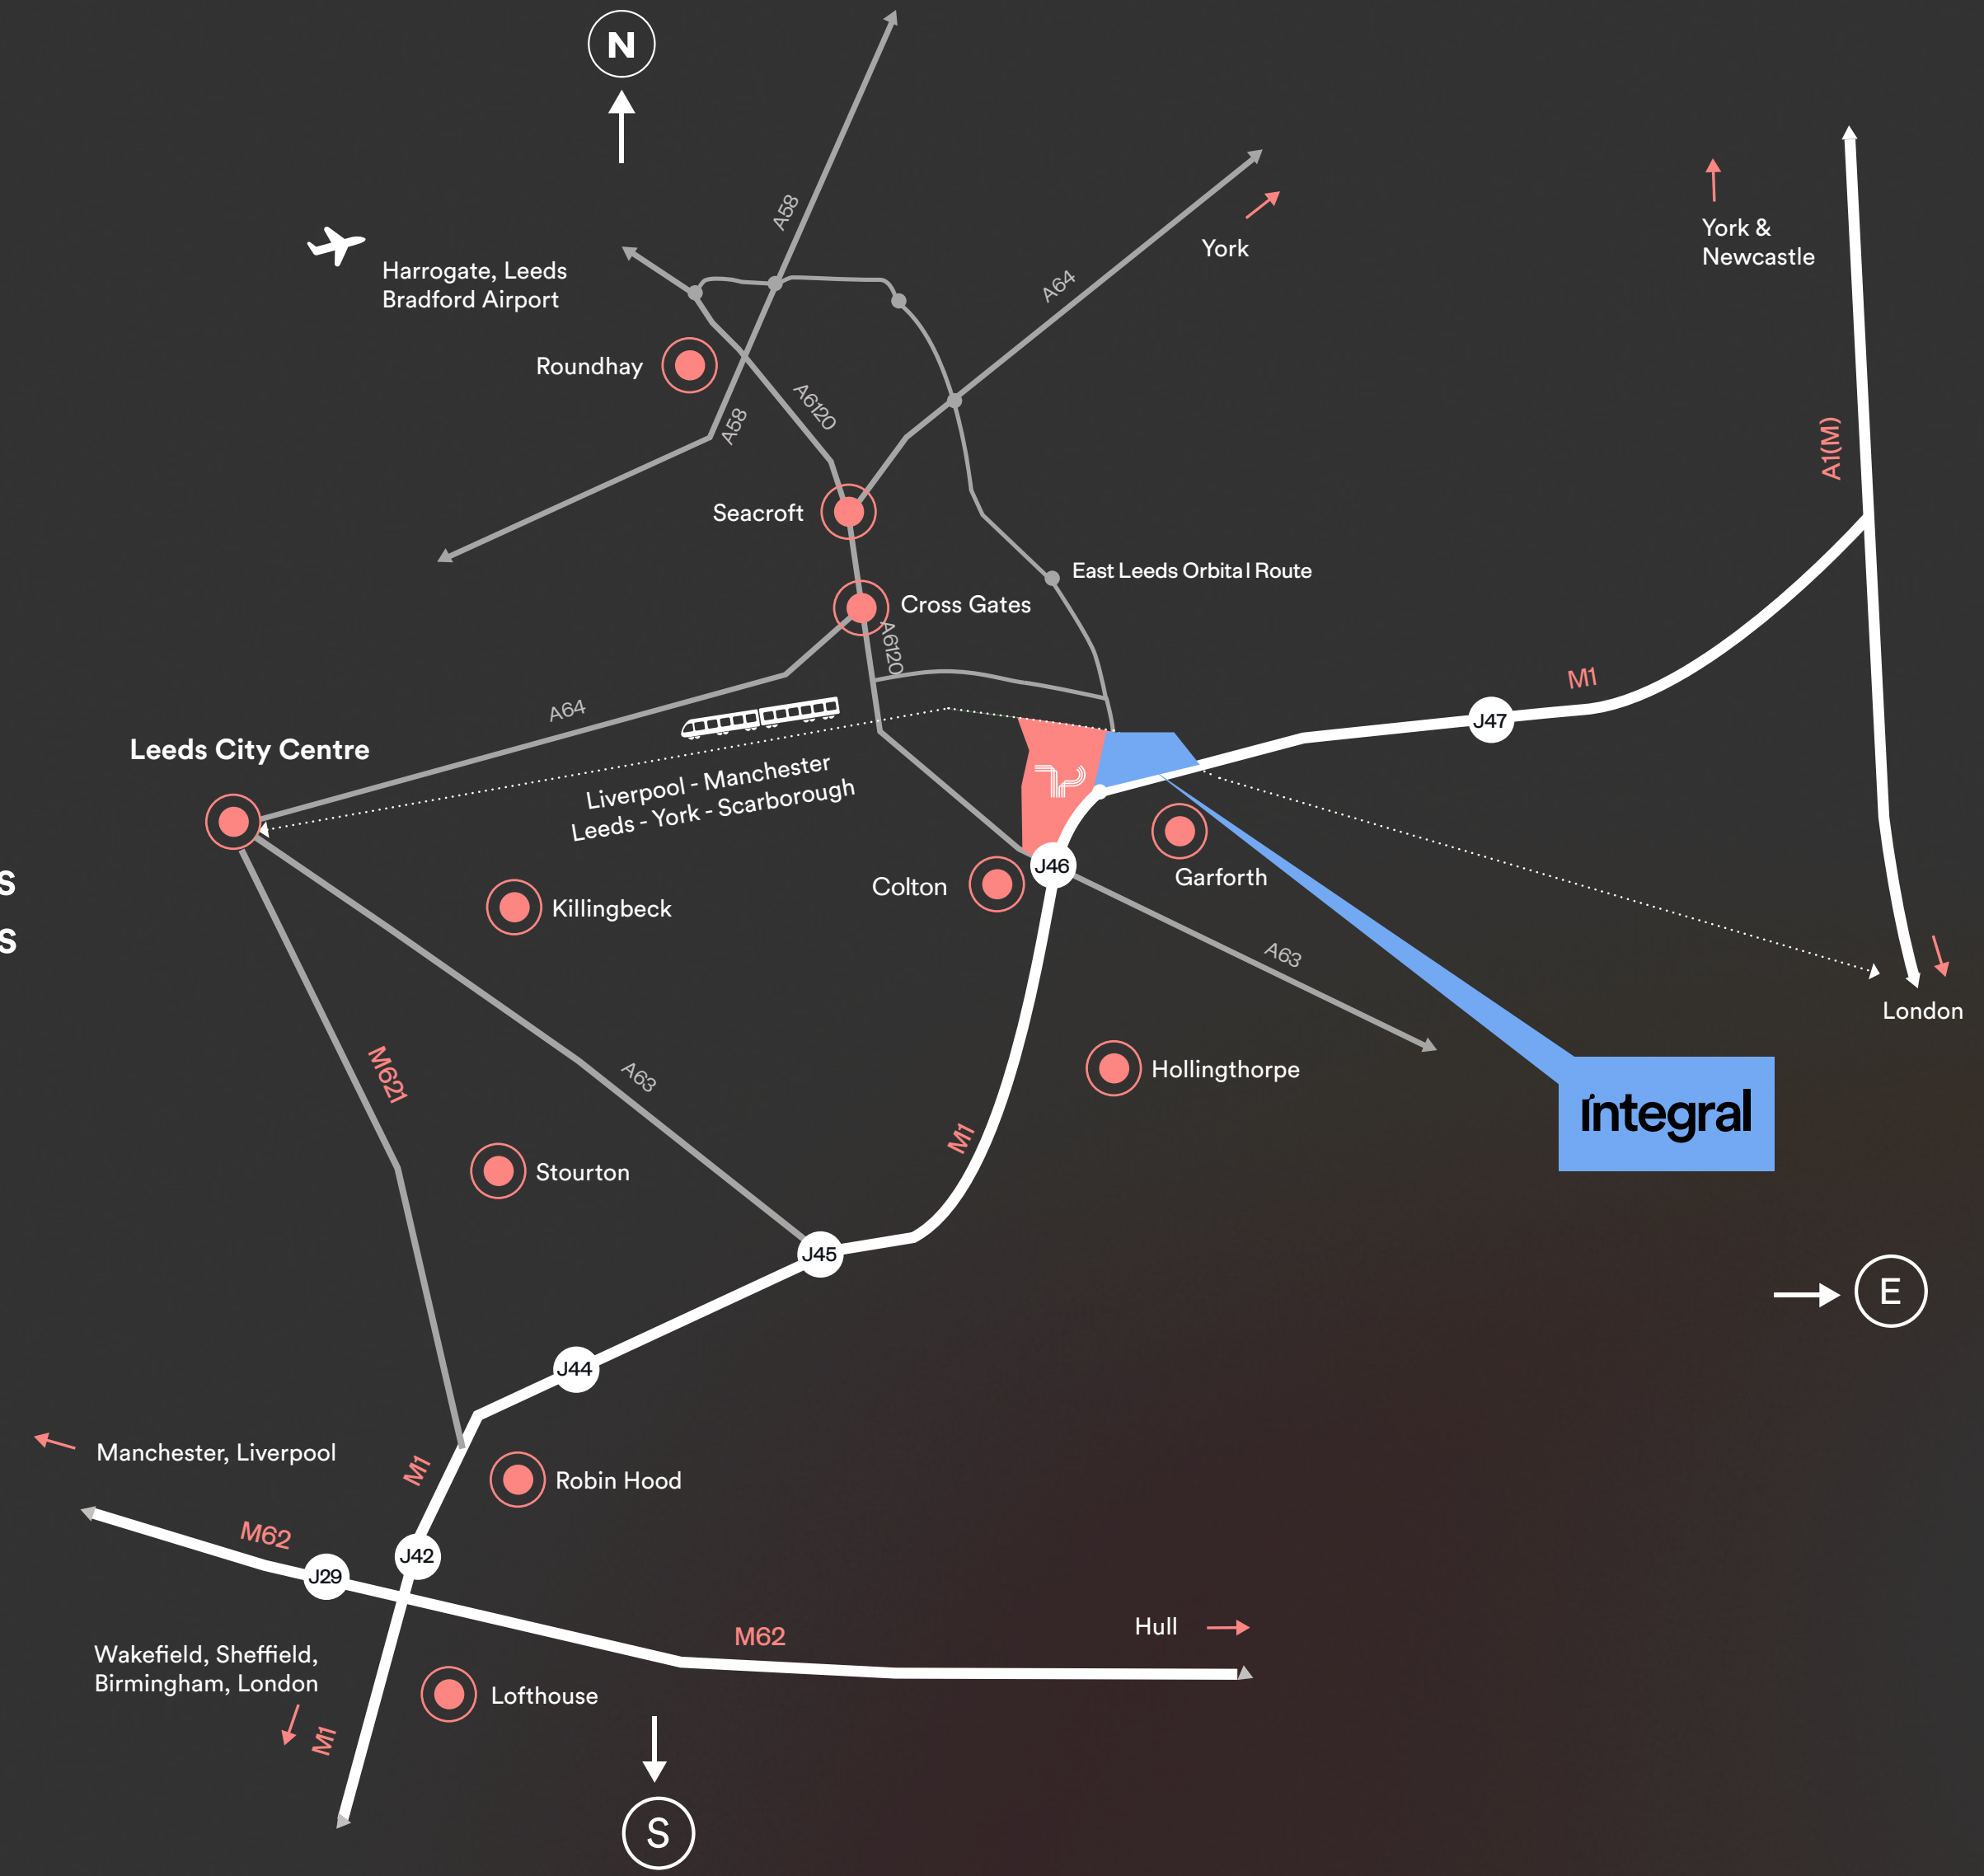 N
A58
York
York &
Newcastle
Harrogate, Leeds
Bradford Airport
A64
Roundhay
A6120
A58
A1(M)
Seacroft
East Leeds Orbital Route
Cross Gates
A6120
M1
A64
J47
Leeds City Centre
Liverpool - Manchester
Leeds - York - Scarborough
J46
Garforth
Colton
s
Killingbeck
s
A63
London
M621
A63
Hollingthorpe
integral
M1
Stourton
J45
E
J44
Manchester, Liverpool
M1
Robin Hood
M62
J42
J29
Hull
M62
Wakefield, Sheffield,
Birmingham, London
Lofthouse
M1
S